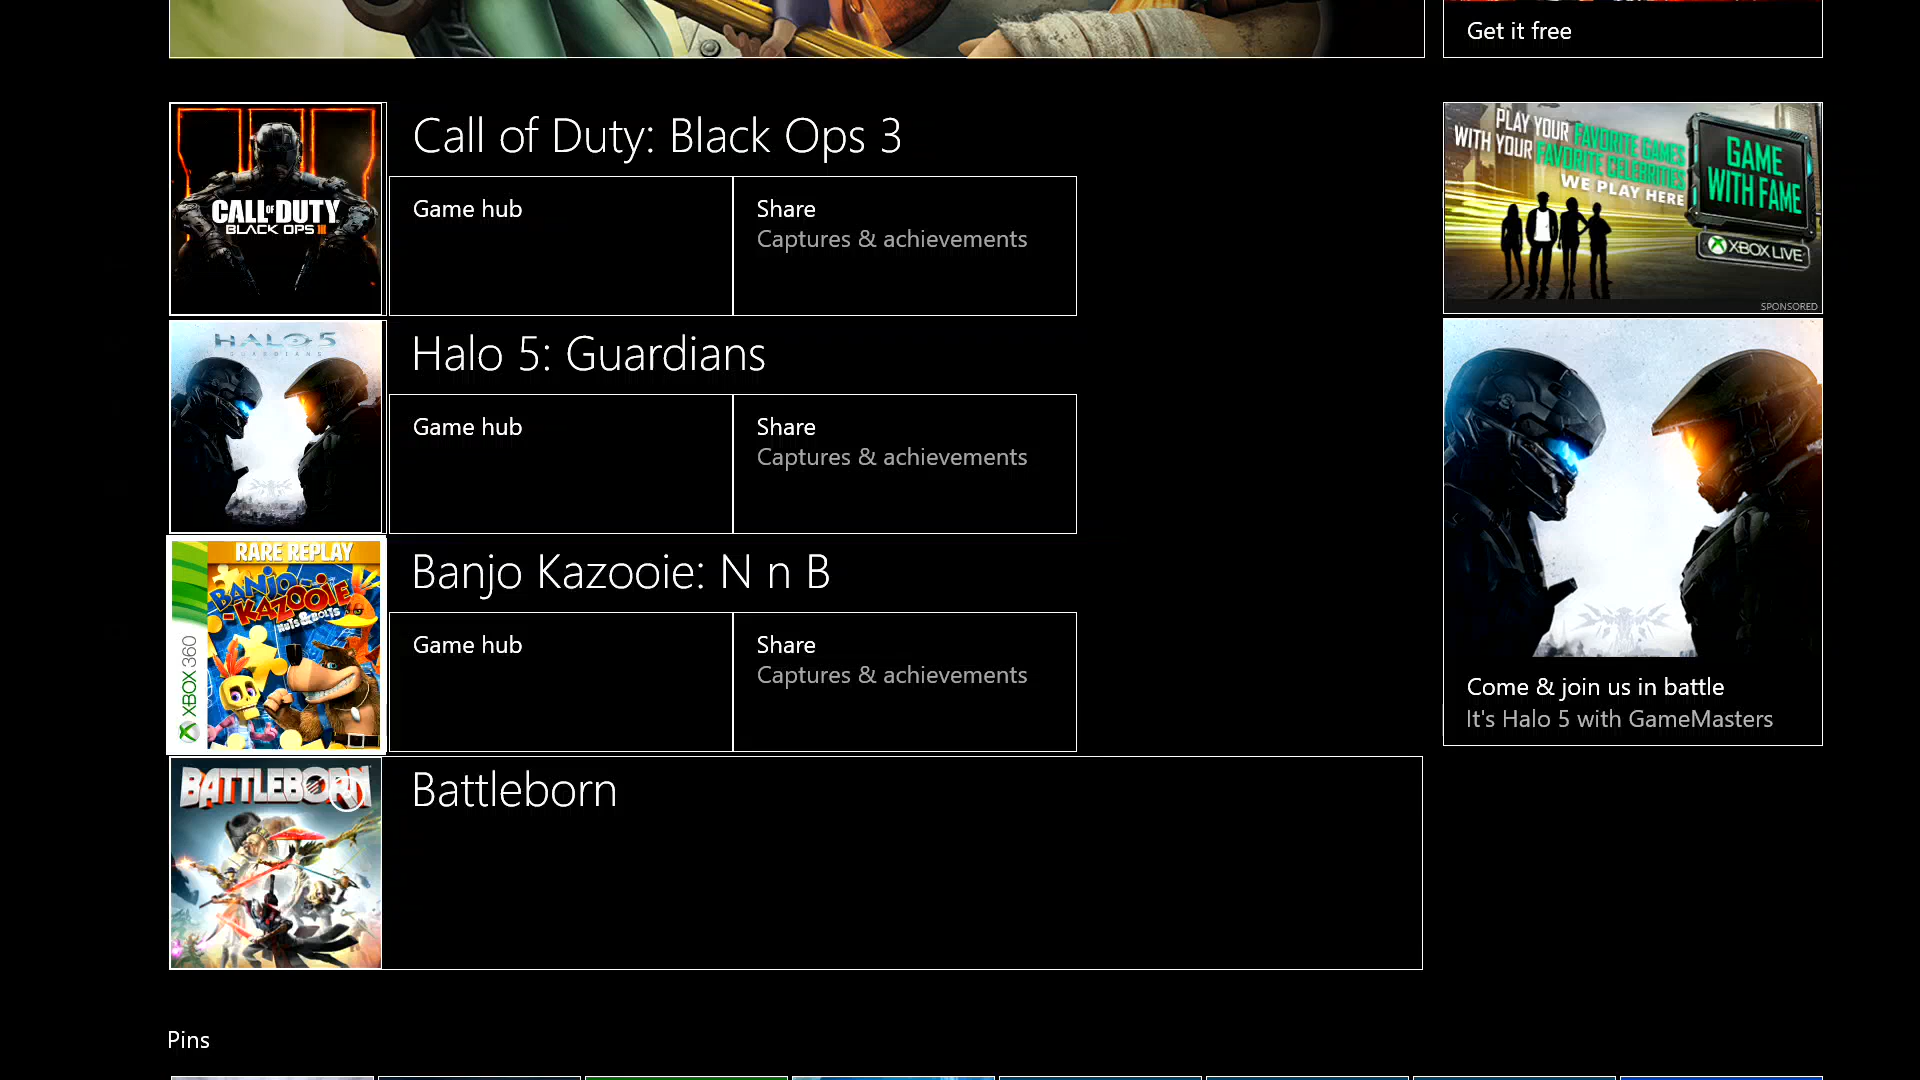 Get it free
CALL OF DUTY
BLACK OPS III
Call of Duty: Black Ops 3
Game hub
Share
Captures & achievements
HALO 5
GUARDIANS
Halo 5: Guardians
Game hub
Share
Captures & achievements
RARE REPLAY
BANJO
-KAZOOIE
NUTS & BOLTS
XBOX 360
Banjo Kazooie: N n B
Game hub
Share
Captures & achievements
BATTLEBORN
Battleborn
PLAY YOUR FAVORITE GAMES
WITH YOUR FAVORITE CELEBRITIES
WE PLAY HERE
GAME
WITH FAME
XBOX LIVE
SPONSORED
Come & join us in battle
It's Halo 5 with GameMasters
Pins